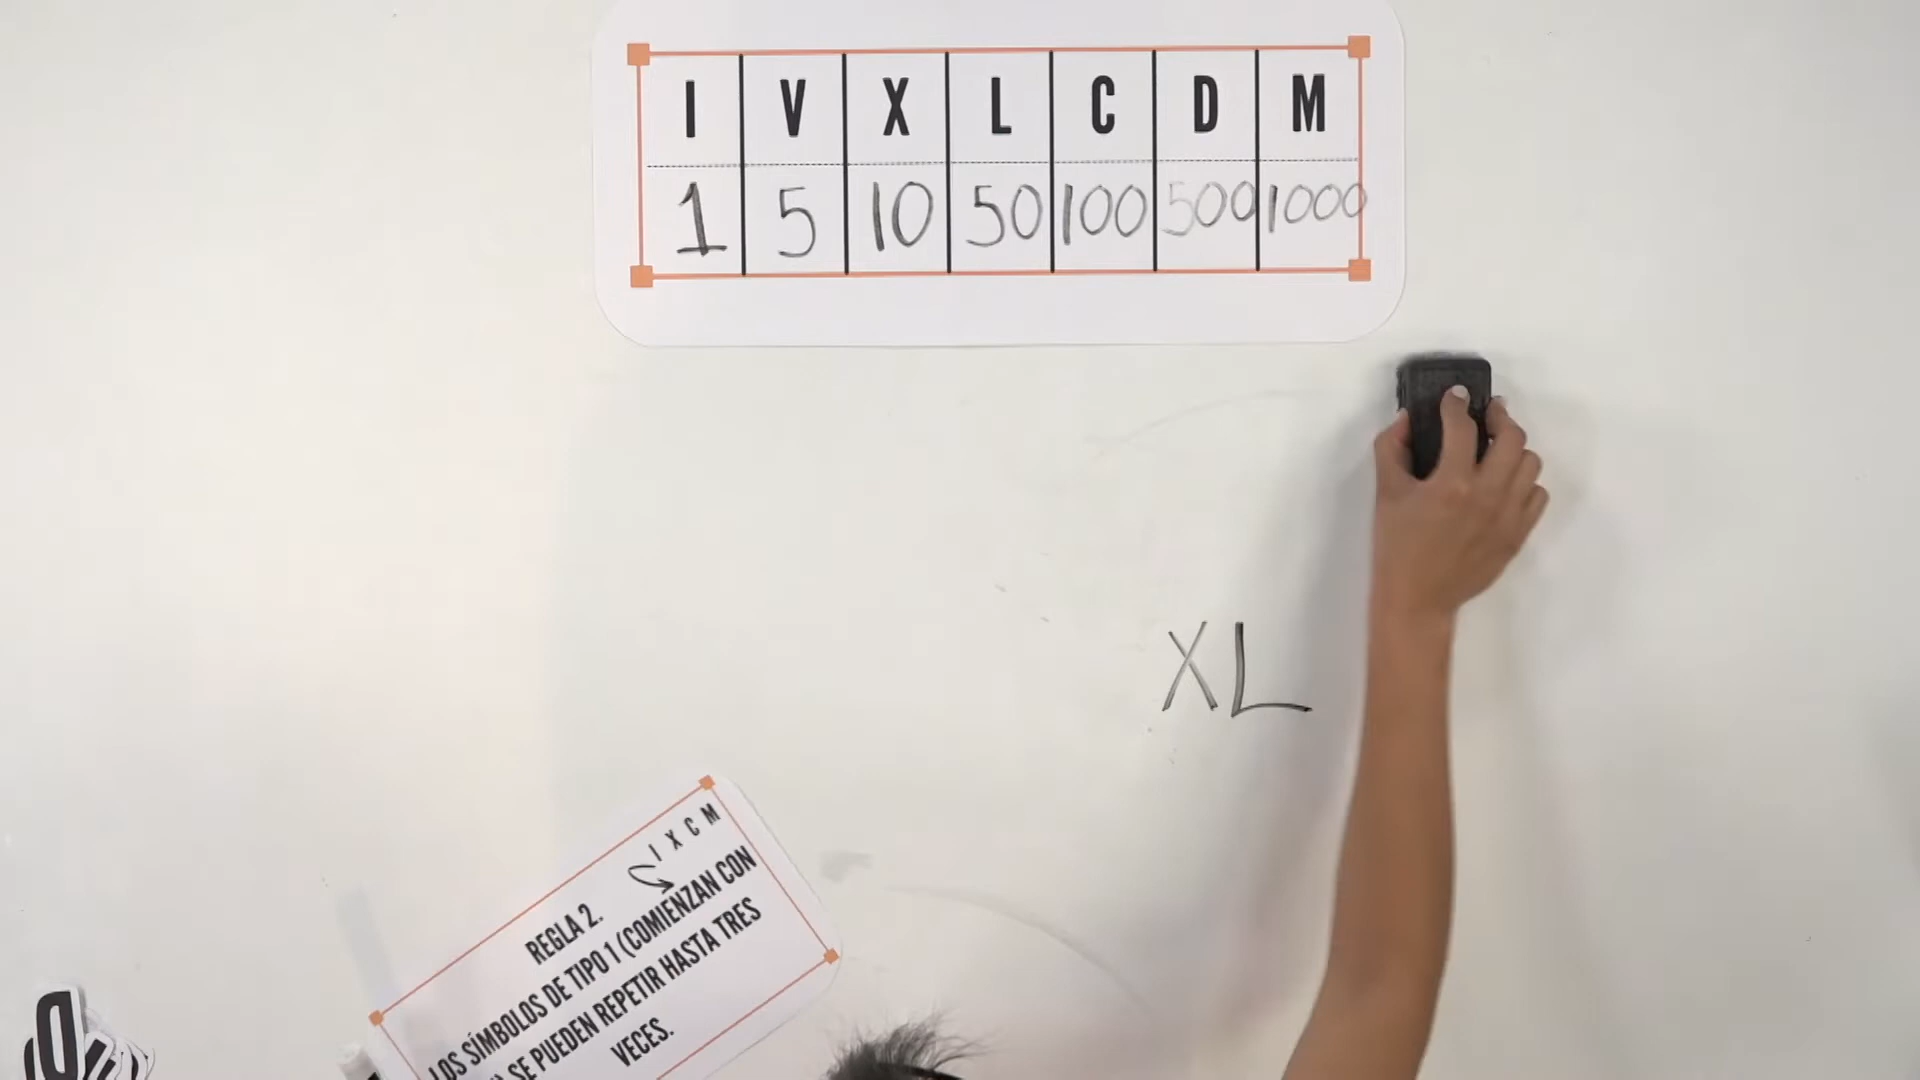 I V X L C D M
1 5 10 50 100 500 1000
XL
I X C M
REGLA 2.
LOS SÍMBOLOS DE TIPO 1 (COMIENZAN CON
SE PUEDEN REPETIR HASTA TRES
VECES.